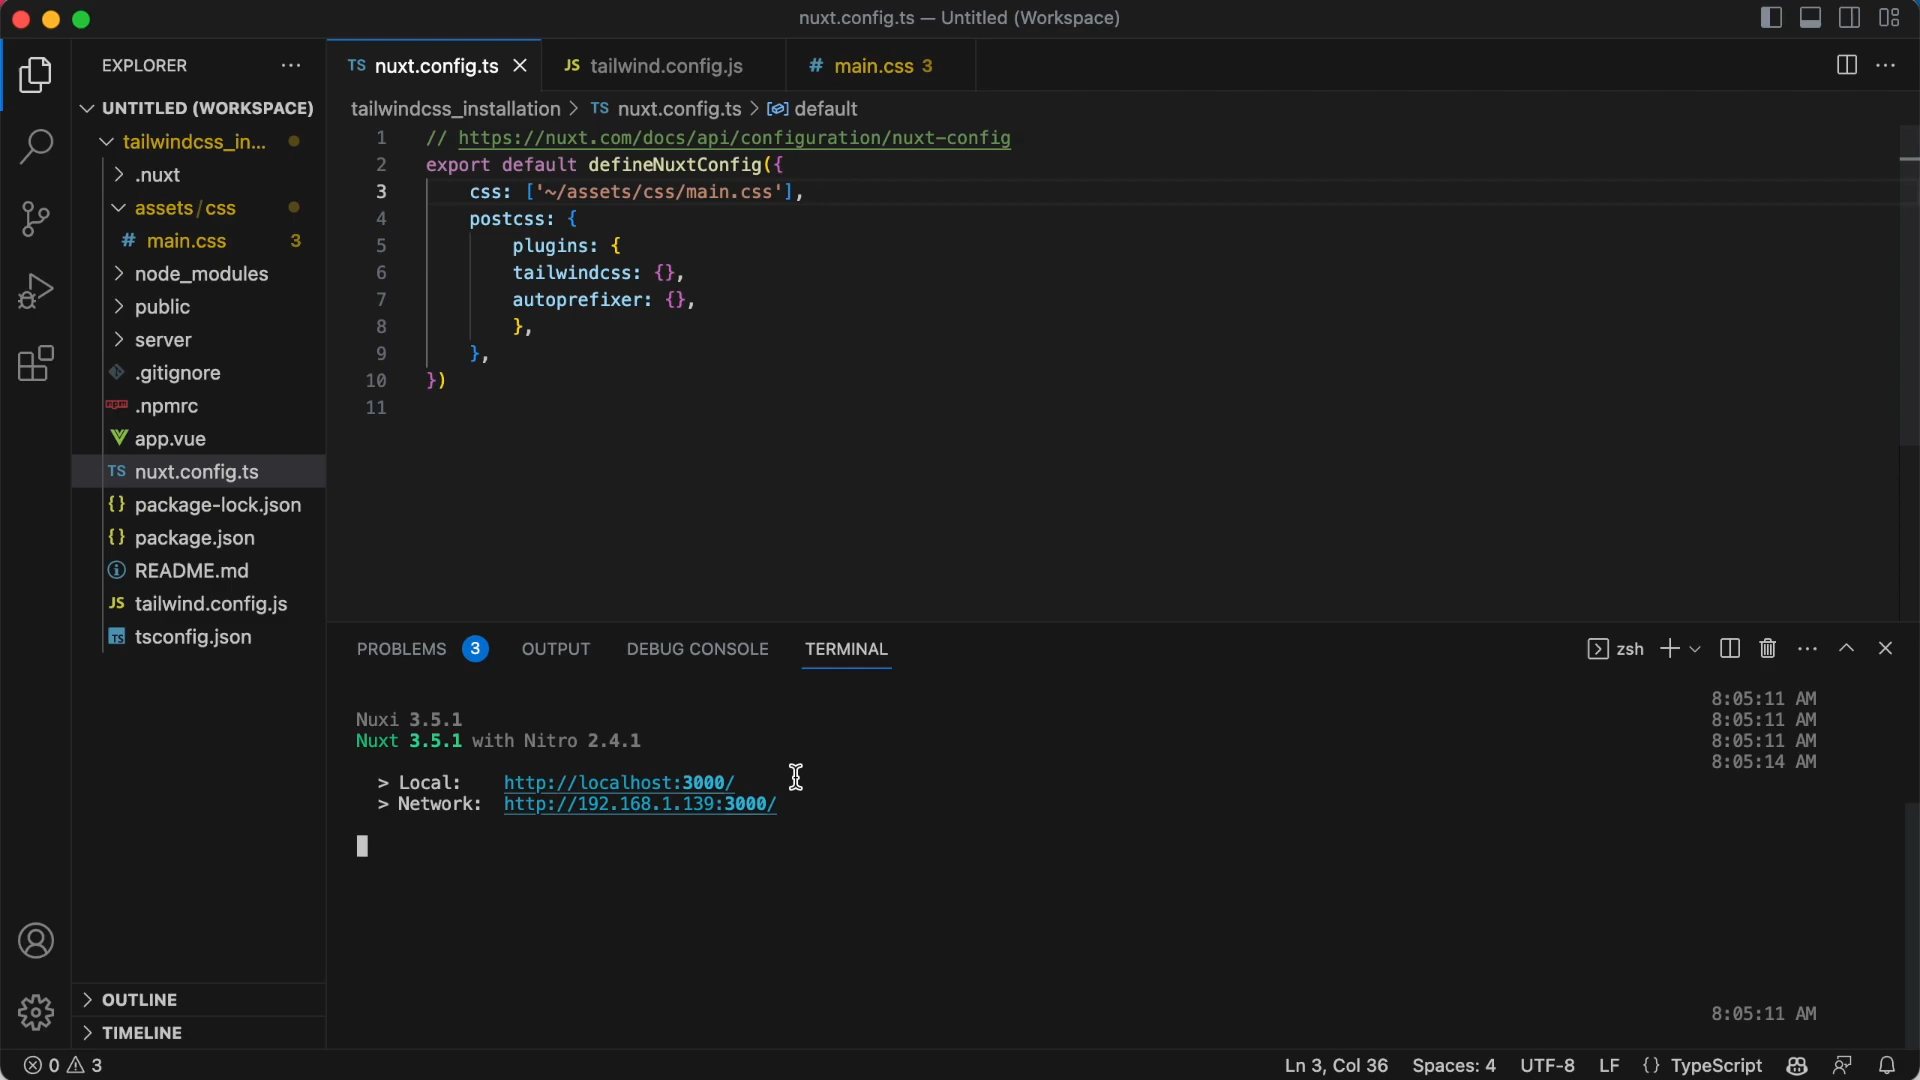 nuxt.config.ts — Untitled (Workspace)
EXPLORER
UNTITLED (WORKSPACE)
tailwindcss_in...
.nuxt
assets/css
# main.css 3
node_modules
public
server
.gitignore
.npmrc
app.vue
TS nuxt.config.ts
{} package-lock.json
{} package.json
README.md
JS tailwind.config.js
TS tsconfig.json
OUTLINE
TIMELINE
TS nuxt.config.ts
JS tailwind.config.js
# main.css 3
tailwindcss_installation > TS nuxt.config.ts > default
1 // https://nuxt.com/docs/api/configuration/nuxt-config
2 export default defineNuxtConfig({
3 css: ['~/assets/css/main.css'],
4 postcss: {
5 plugins: {
6 tailwindcss: {},
7 autoprefixer: {},
8 },
9 },
10 })
11
PROBLEMS 3 OUTPUT DEBUG CONSOLE TERMINAL
zsh
8:05:11 AM
Nuxi 3.5.1 8:05:11 AM
Nuxt 3.5.1 with Nitro 2.4.1 8:05:11 AM
8:05:14 AM
> Local: http://localhost:3000/
> Network: http://192.168.1.139:3000/
8:05:11 AM
0 3
Ln 3, Col 36 Spaces: 4 UTF-8 LF {} TypeScript